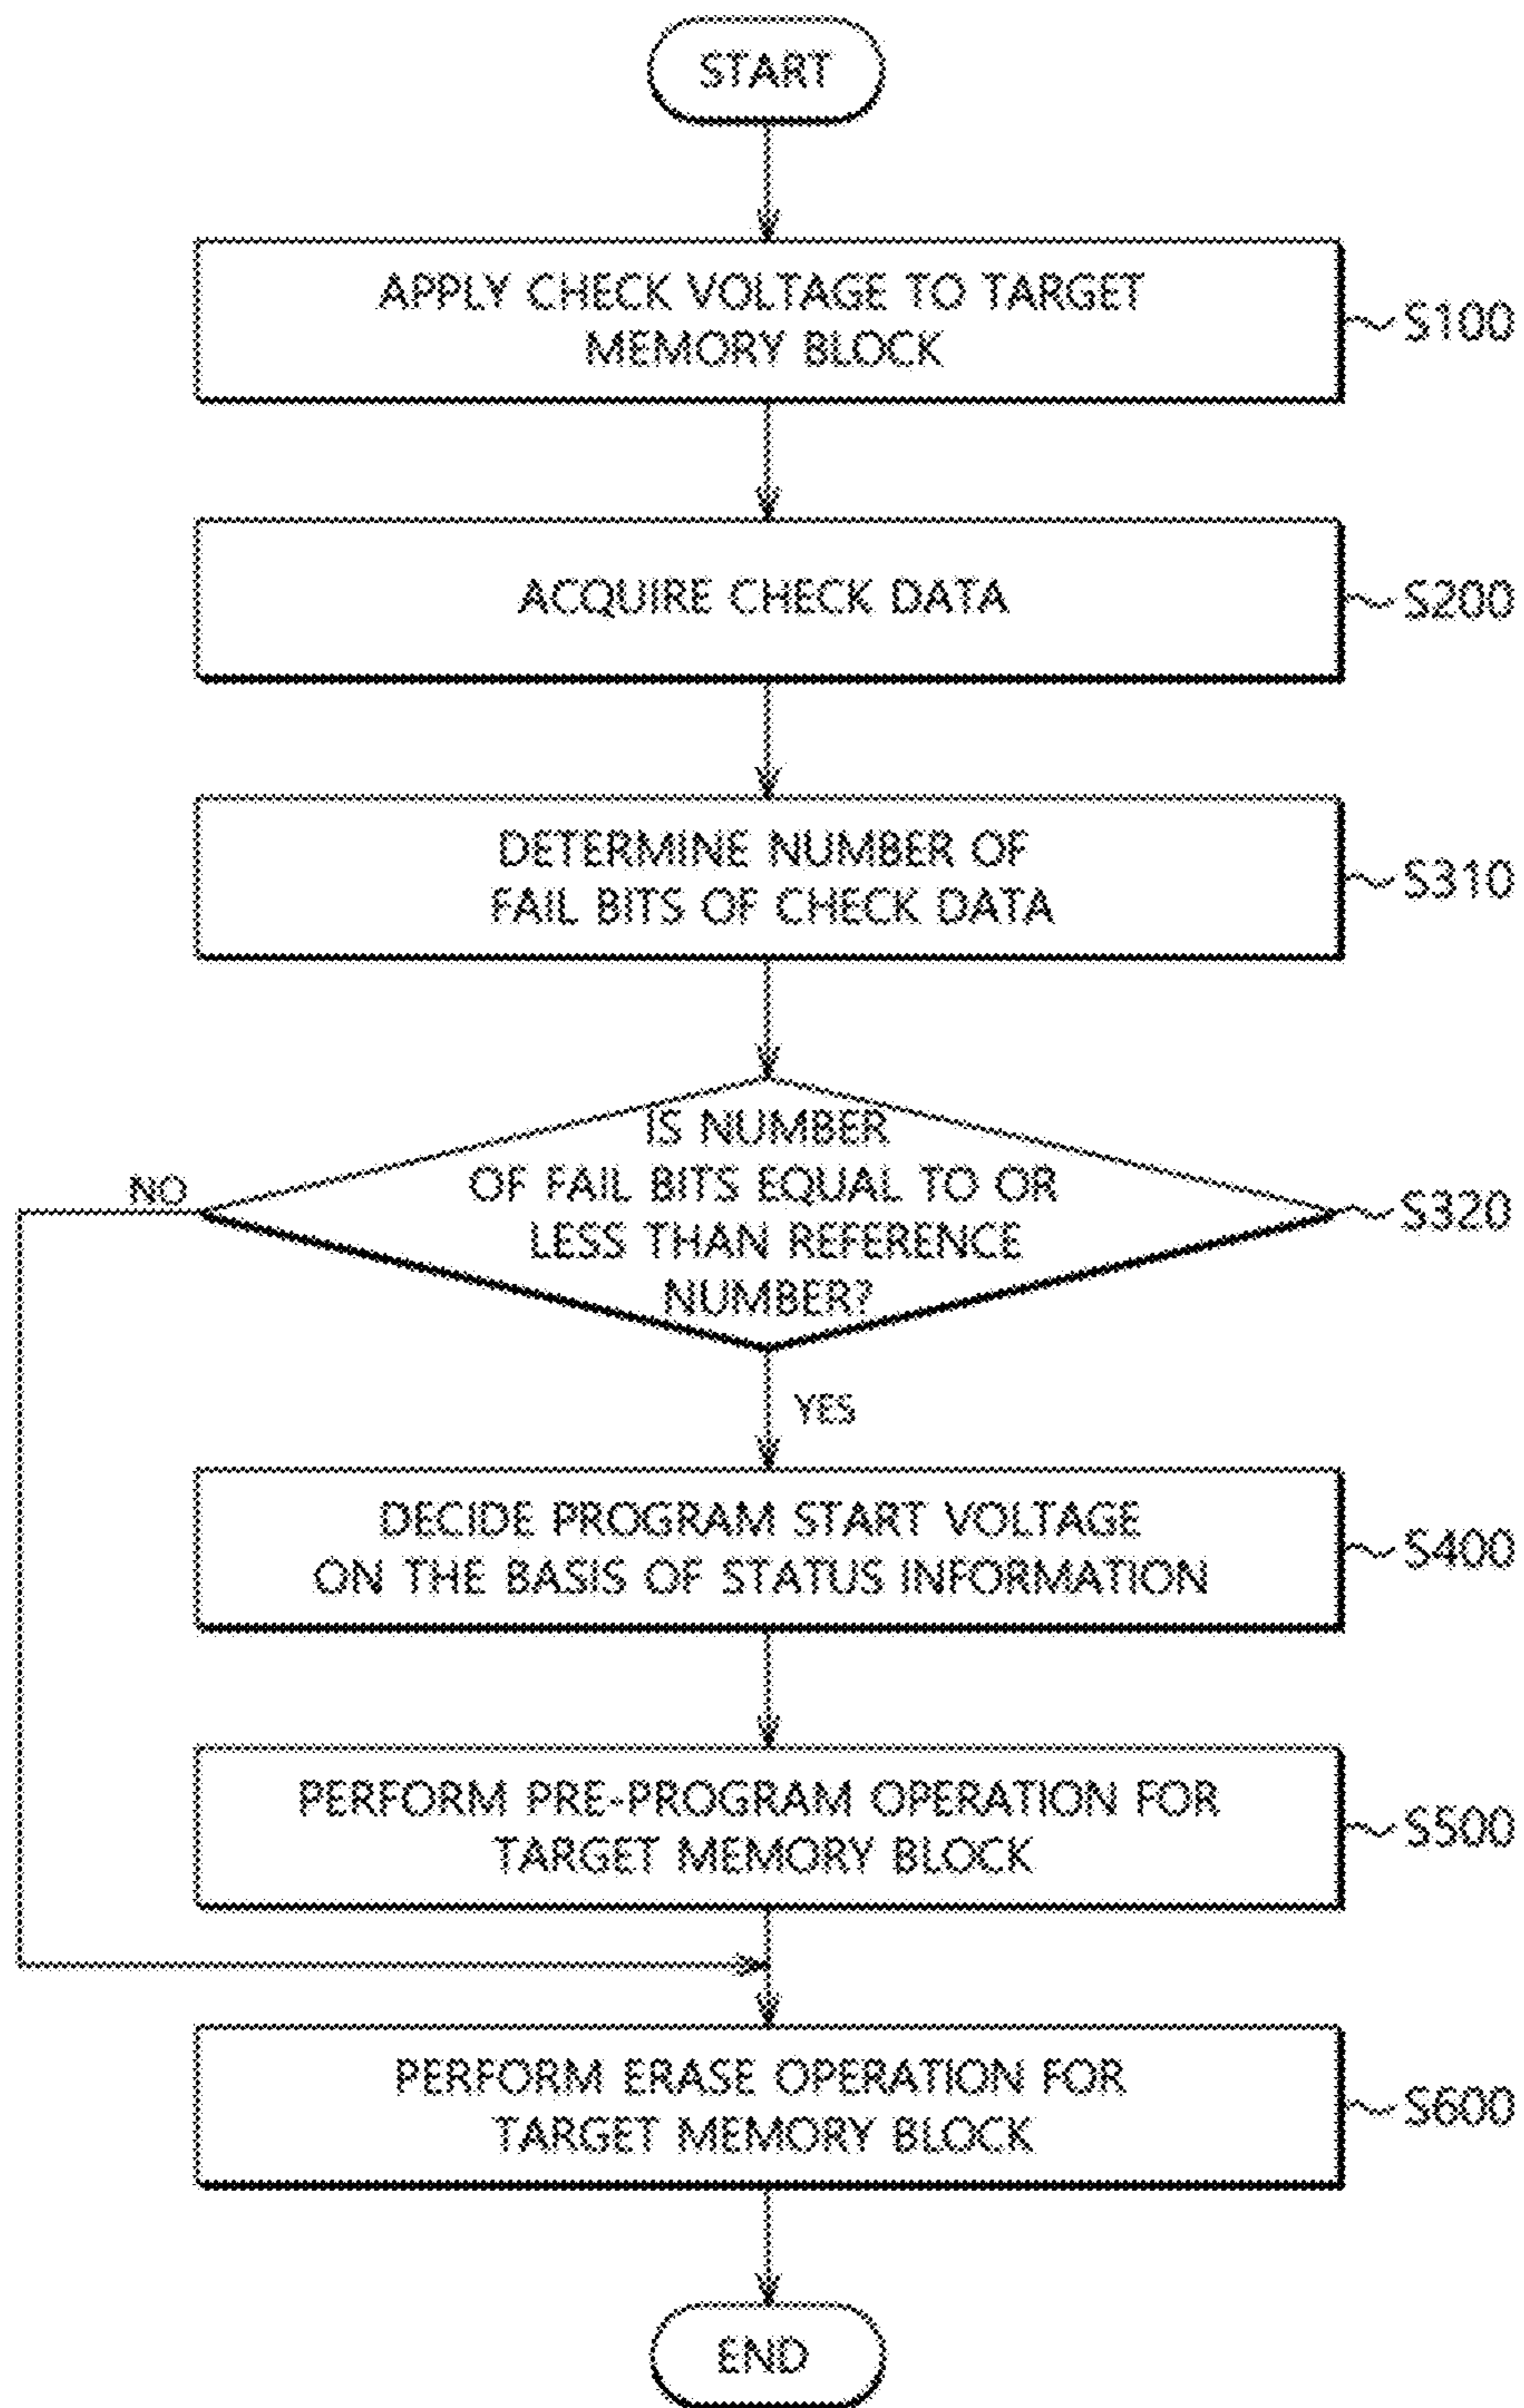 START
APPLY CHECK VOLTAGE TO TARGET
MEMORY BLOCK
S100
ACQUIRE CHECK DATA
S200
DETERMINE NUMBER OF
FAIL BITS OF CHECK DATA
S310
IS NUMBER
OF FAIL BITS EQUAL TO OR
LESS THAN REFERENCE
NUMBER?
S320
NO
YES
DECIDE PROGRAM START VOLTAGE
ON THE BASIS OF STATUS INFORMATION
S400
PERFORM PRE-PROGRAM OPERATION FOR
TARGET MEMORY BLOCK
S500
PERFORM ERASE OPERATION FOR
TARGET MEMORY BLOCK
S600
END